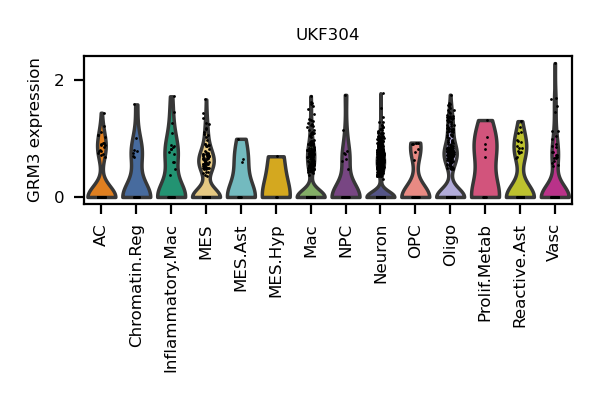 UKF304
GRM3 expression
2
0
AC
Chromatin.Reg
Inflammatory.Mac
MES
MES.Ast
MES.Hyp
Mac
NPC
Neuron
OPC
Oligo
Prolif.Metab
Reactive.Ast
Vasc